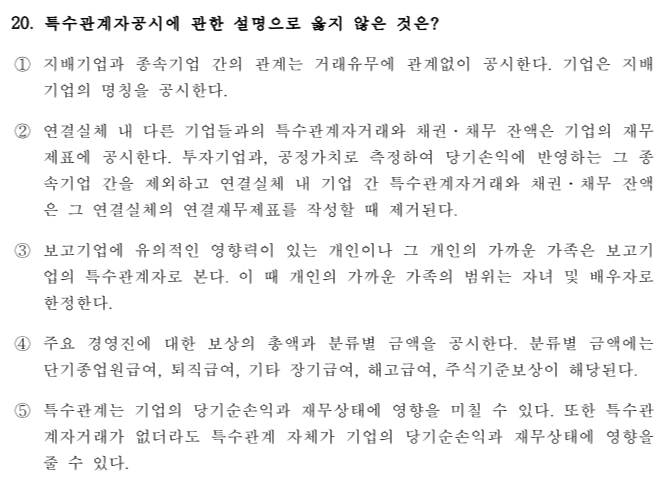 20. 특수관계자공시에 관한 설명으로 옳지 않은 것은?
① 지배기업과 종속기업 간의 관계는 거래유무에 관계없이 공시한다. 기업은 지배
기업의 명칭을 공시한다.
② 연결실체 내 다른 기업들과의 특수관계자거래와 채권·채무 잔액은 기업의 재무
제표에 공시한다. 투자기업과, 공정가치로 측정하여 당기손익에 반영하는 그 종
속기업 간을 제외하고 연결실체 내 기업 간 특수관계자거래와 채권·채무 잔액
은 그 연결실체의 연결재무제표를 작성할 때 제거된다.
③ 보고기업에 유의적인 영향력이 있는 개인이나 그 개인의 가까운 가족은 보고기
업의 특수관계자로 본다. 이 때 개인의 가까운 가족의 범위는 자녀 및 배우자로
한정한다.
④ 주요 경영진에 대한 보상의 총액과 분류별 금액을 공시한다. 분류별 금액에는
단기종업원급여, 퇴직급여, 기타 장기급여, 해고급여, 주식기준보상이 해당된다.
⑤ 특수관계는 기업의 당기순손익과 재무상태에 영향을 미칠 수 있다. 또한 특수관
계자거래가 없더라도 특수관계 자체가 기업의 당기순손익과 재무상태에 영향을
줄 수 있다.